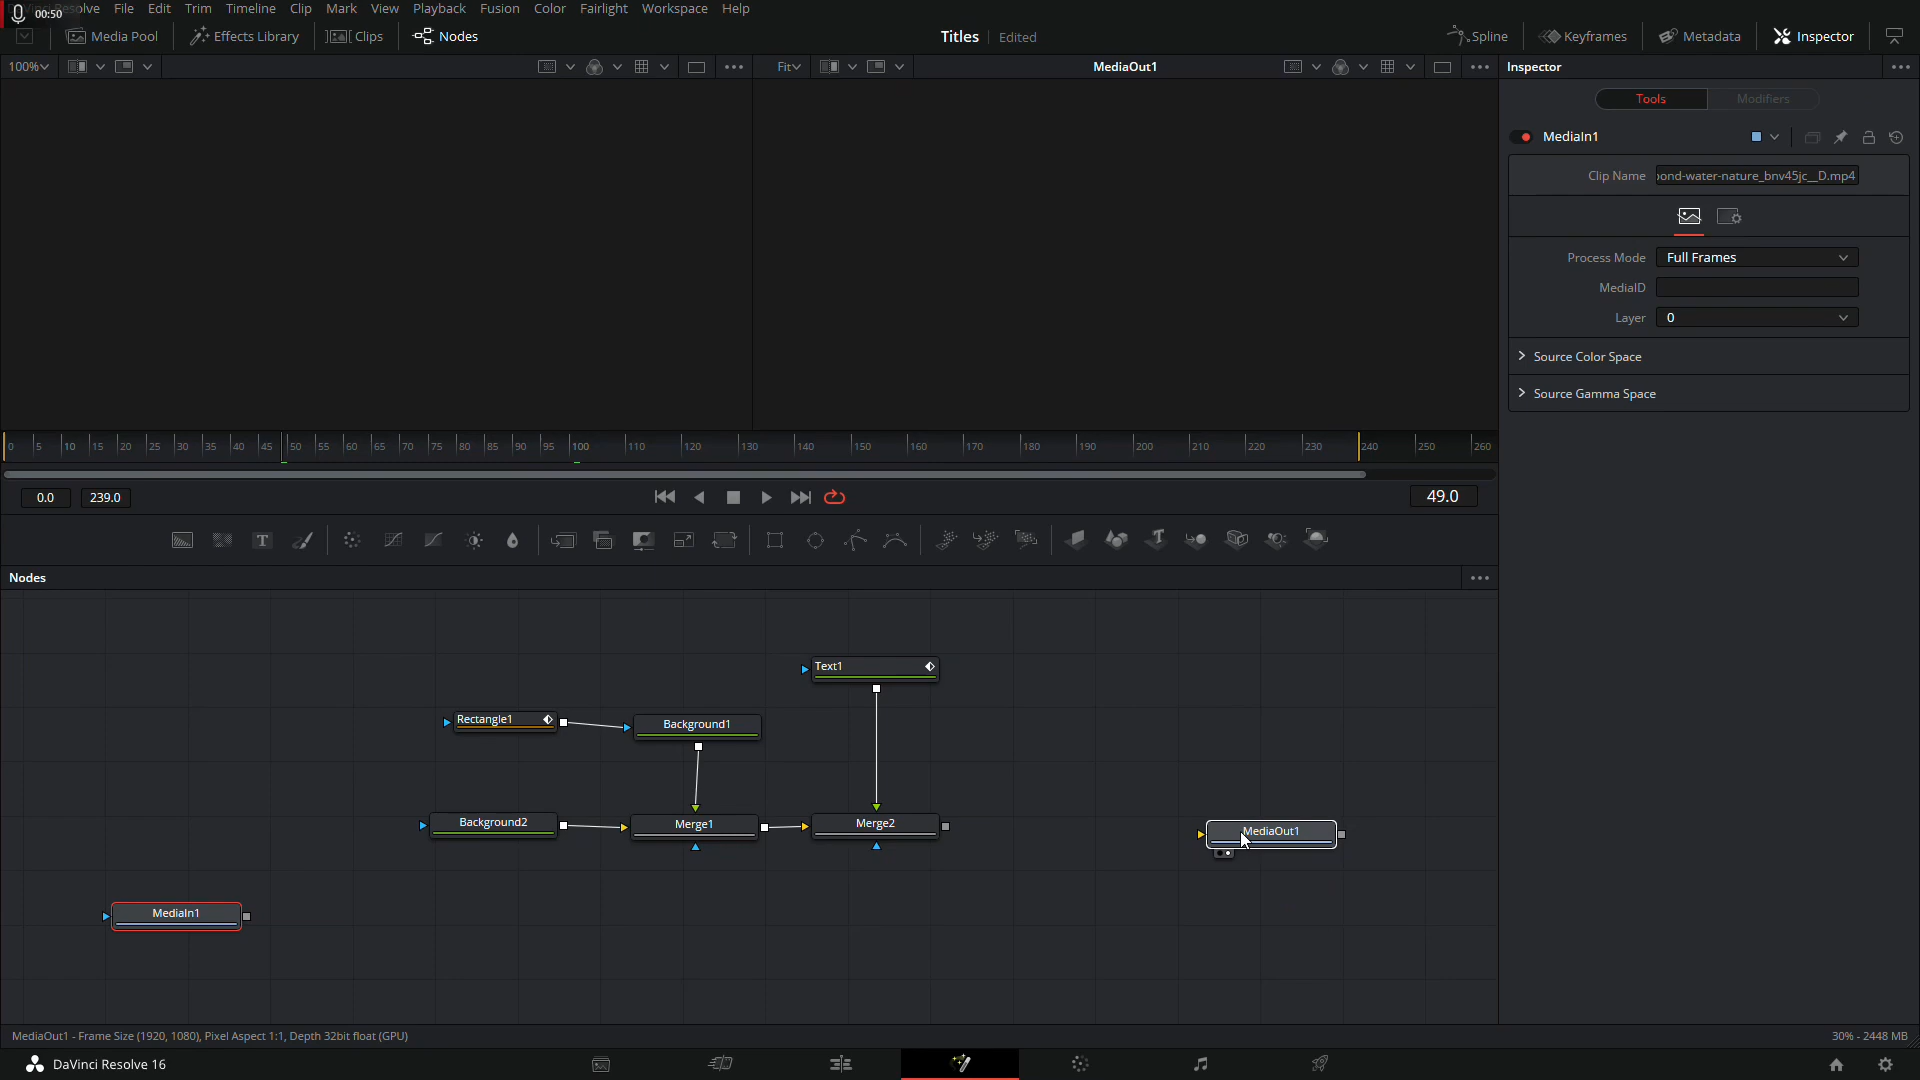 00:50
Resolve File Edit Trim Timeline Clip Mark View Playback Fusion Color Fairlight Workspace Help
Media Pool Effects Library Clips Nodes Titles Edited Spline Keyframes Metadata Inspector
100% Fit MediaOut1 Inspector
Tools Modifiers
MediaIn1
Clip Name ond-water-nature_bnv45jc__D.mp4
Process Mode Full Frames
MediaID
Layer 0
Source Color Space
Source Gamma Space
0 5 10 15 20 25 30 35 40 45 50 55 60 65 70 75 80 85 90 95 100 110 120 130 140 150 160 170 180 190 200 210 220 230 240 250 260
0.0 239.0 49.0
T
Nodes
Text1
Rectangle1 Background1
Background2 Merge1 Merge2 MediaOut1
MediaIn1
MediaOut1 - Frame Size (1920, 1080), Pixel Aspect 1:1, Depth 32bit float (GPU) 30% - 2448 MB
DaVinci Resolve 16